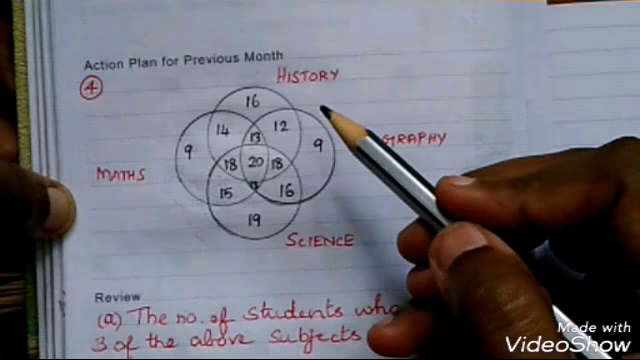 Action Plan for Previous Month
4
HISTORY
16
14 13 12
9 9
GRAPHY
18 20 18
MATHS
15 16
19
SCIENCE
Review
(a) The no. of Students who
3 of the above subjects
Made with
VideoShow